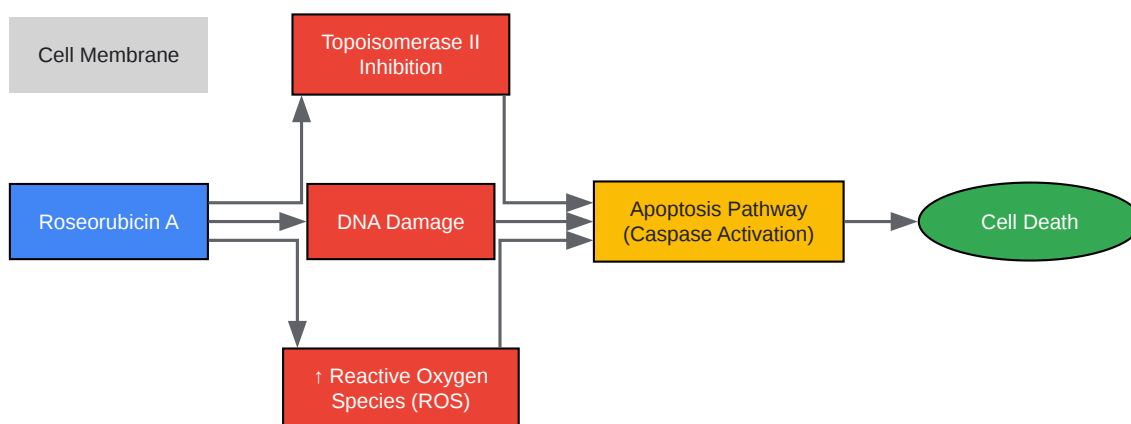 Cell Membrane
Topoisomerase II
Inhibition
Roseorubicin A
DNA Damage
Apoptosis Pathway
(Caspase Activation)
Cell Death
↑ Reactive Oxygen
Species (ROS)